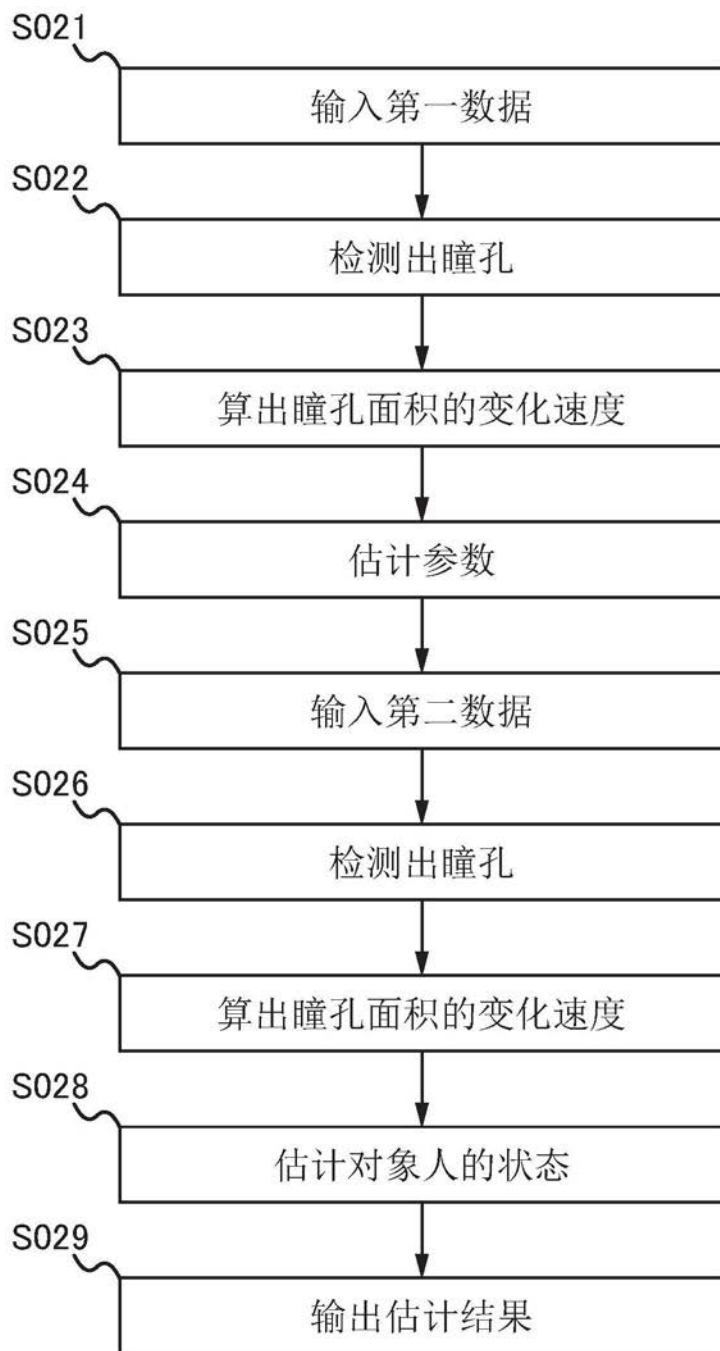 S021
输入第一数据
S022
检测出瞳孔
S023
算出瞳孔面积的变化速度
S024
估计参数
S025
输入第二数据
S026
检测出瞳孔
S027
算出瞳孔面积的变化速度
S028
估计对象人的状态
S029
输出估计结果